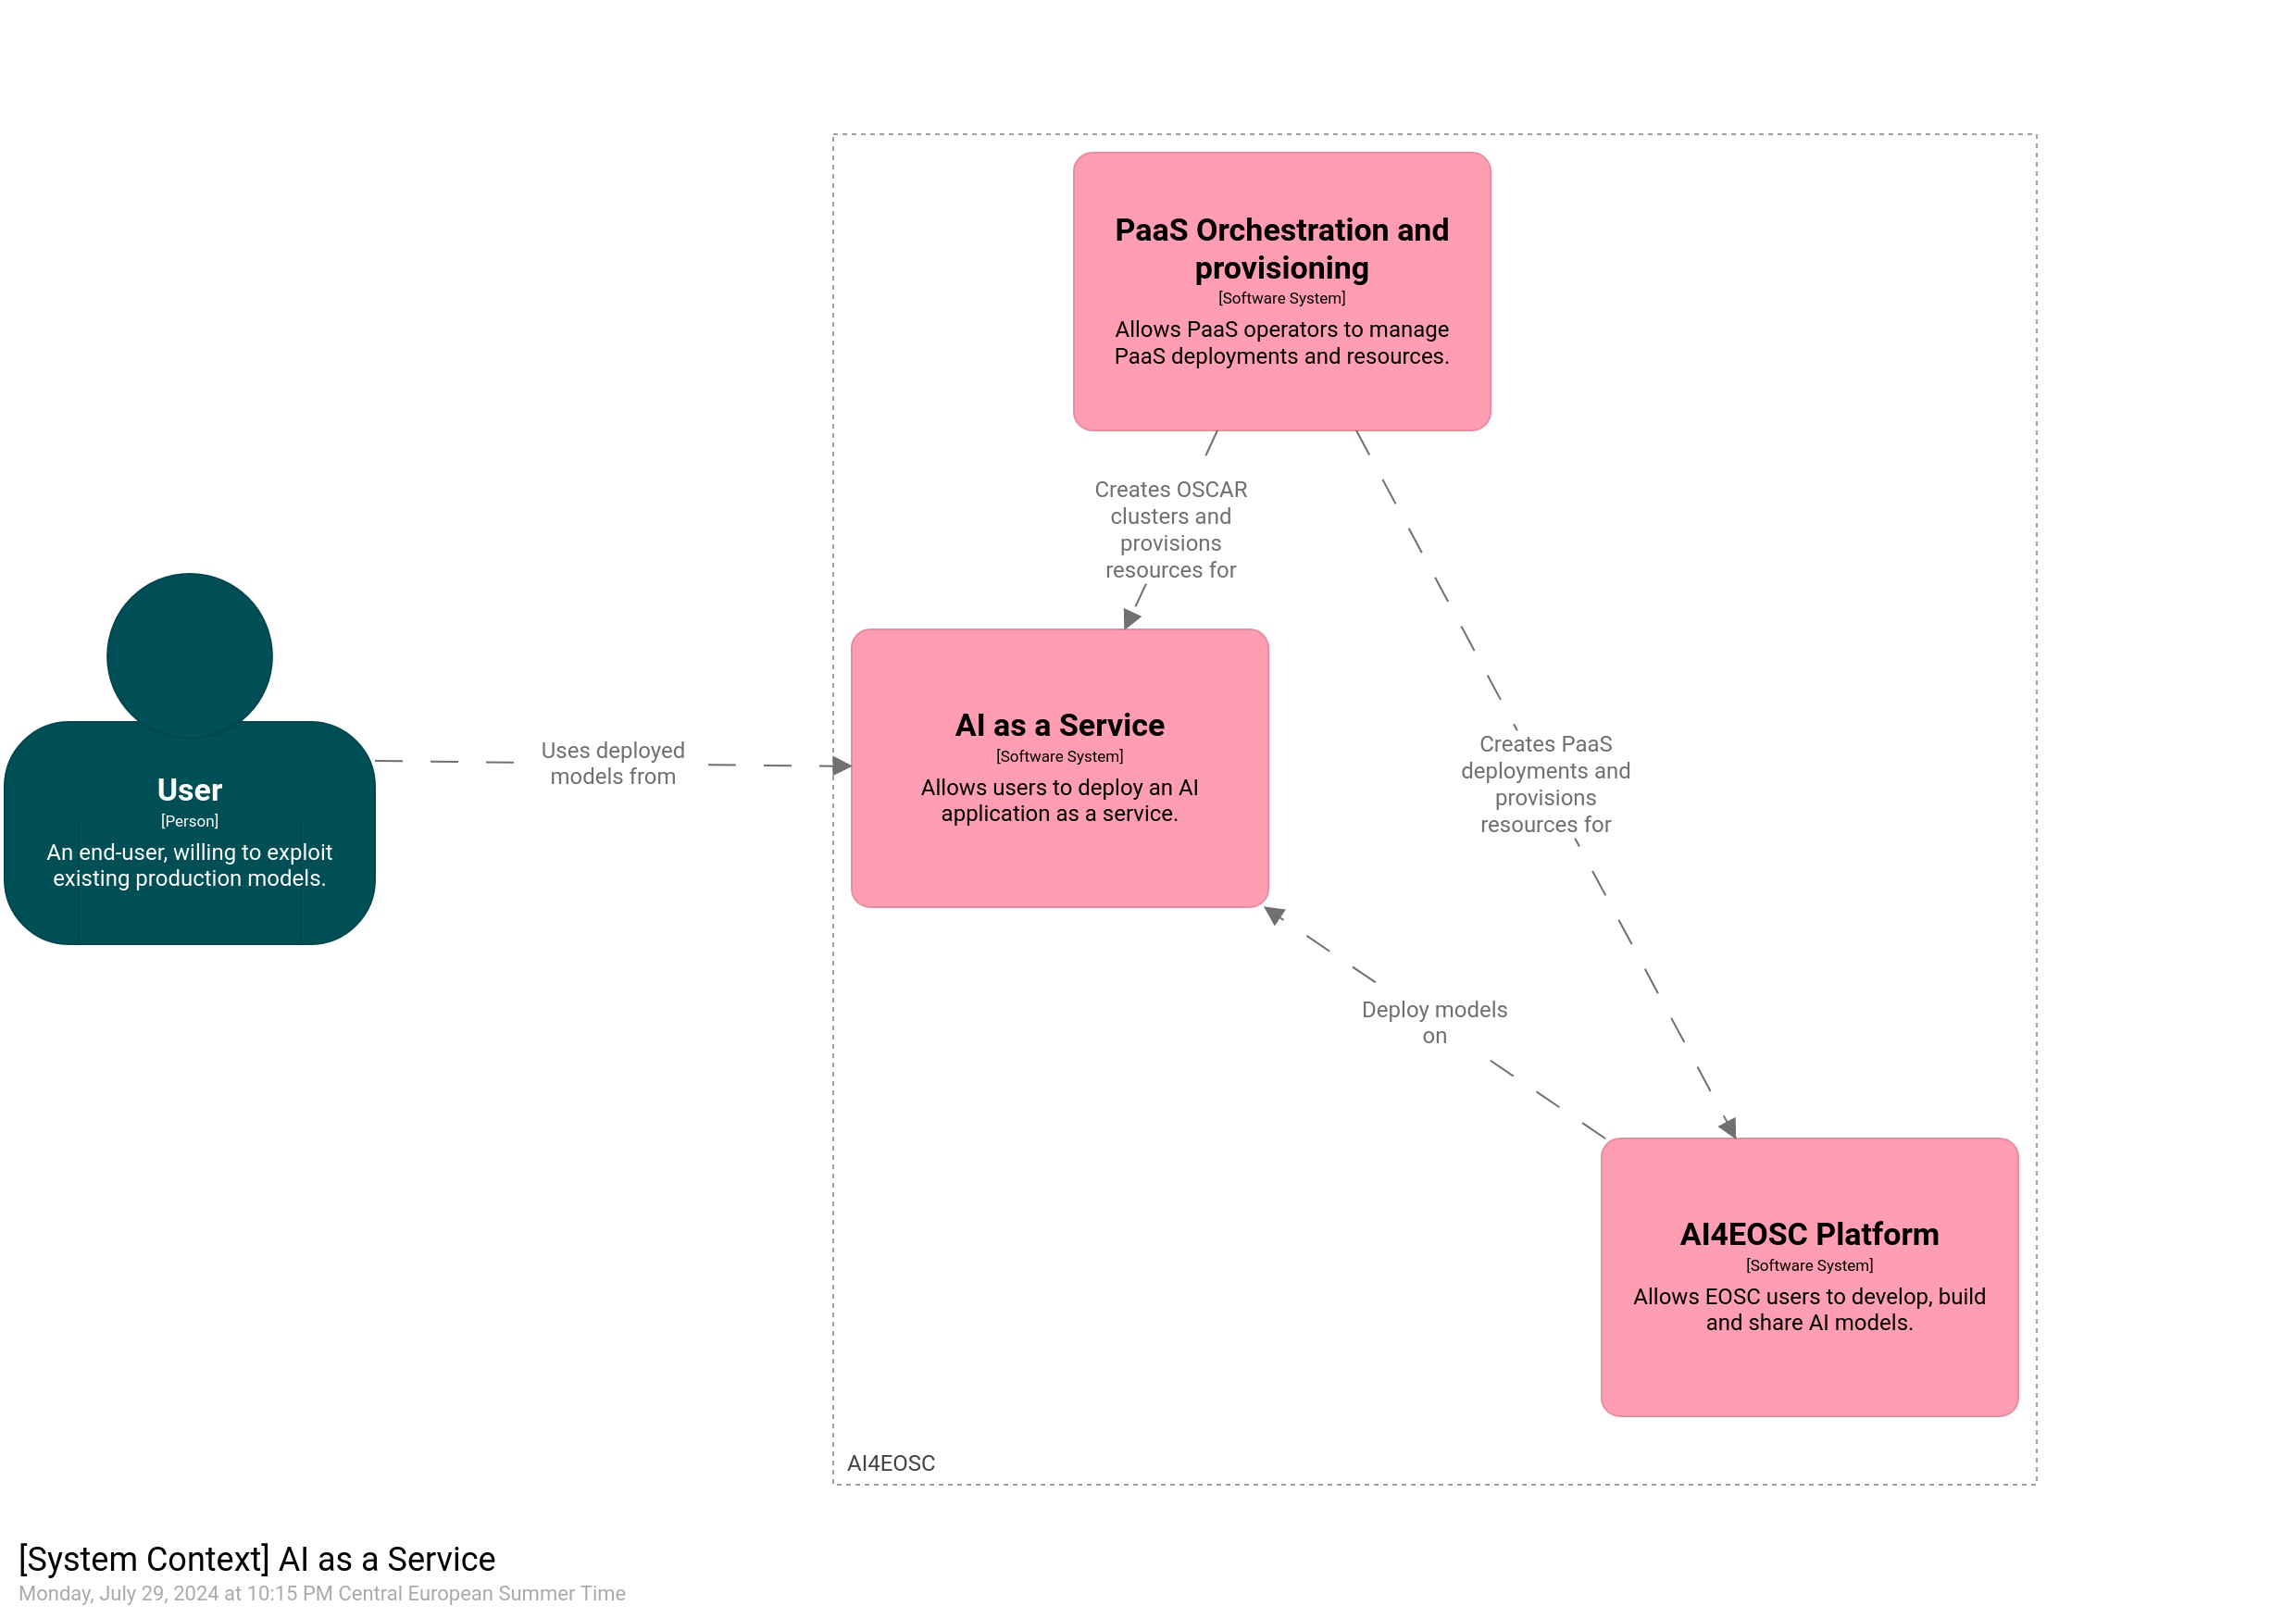 PaaS Orchestration and
provisioning
[Software System]
Allows PaaS operators to manage
PaaS deployments and resources.
Creates OSCAR
clusters and
provisions
resources for
AI as a Service
[Software System]
Allows users to deploy an AI
application as a service.
Uses deployed
models from
User
[Person]
An end-user, willing to exploit
existing production models.
Creates PaaS
deployments and
provisions
resources for
Deploy models
on
AI4EOSC Platform
[Software System]
Allows EOSC users to develop, build
and share AI models.
AI4EOSC
[System Context] AI as a Service
Monday, July 29, 2024 at 10:15 PM Central European Summer Time